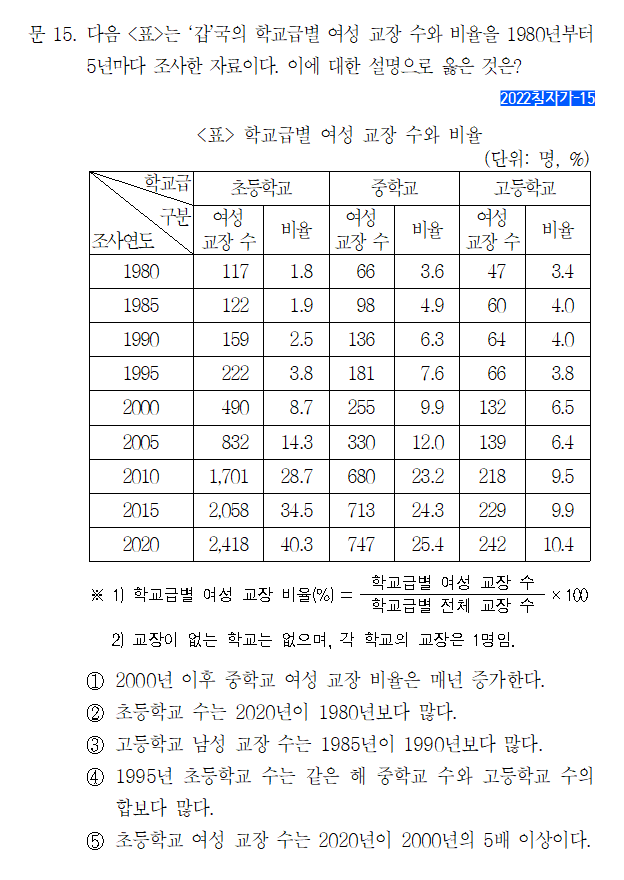 문 15. 다음 <표>는 ‘갑’국의 학교급별 여성 교장 수와 비율을 1980년부터
5년마다 조사한 자료이다. 이에 대한 설명으로 옳은 것은?
2022침자가-15
<표> 학교급별 여성 교장 수와 비율
(단위: 명, %)
학교급 초등학교 중학교 고등학교
구분 여성 교장 수 비율 여성 교장 수 비율 여성 교장 수 비율
조사연도
1980 117 1.8 66 3.6 47 3.4
1985 122 1.9 98 4.9 60 4.0
1990 159 2.5 136 6.3 64 4.0
1995 222 3.8 181 7.6 66 3.8
2000 490 8.7 255 9.9 132 6.5
2005 832 14.3 330 12.0 139 6.4
2010 1,701 28.7 680 23.2 218 9.5
2015 2,058 34.5 713 24.3 229 9.9
2020 2,418 40.3 747 25.4 242 10.4
※ 1) 학교급별 여성 교장 비율(%) = 학교급별 여성 교장 수 / 학교급별 전체 교장 수 × 100
2) 교장이 없는 학교는 없으며, 각 학교의 교장은 1명임.
① 2000년 이후 중학교 여성 교장 비율은 매년 증가한다.
② 초등학교 수는 2020년이 1980년보다 많다.
③ 고등학교 남성 교장 수는 1985년이 1990년보다 많다.
④ 1995년 초등학교 수는 같은 해 중학교 수와 고등학교 수의
합보다 많다.
⑤ 초등학교 여성 교장 수는 2020년이 2000년의 5배 이상이다.